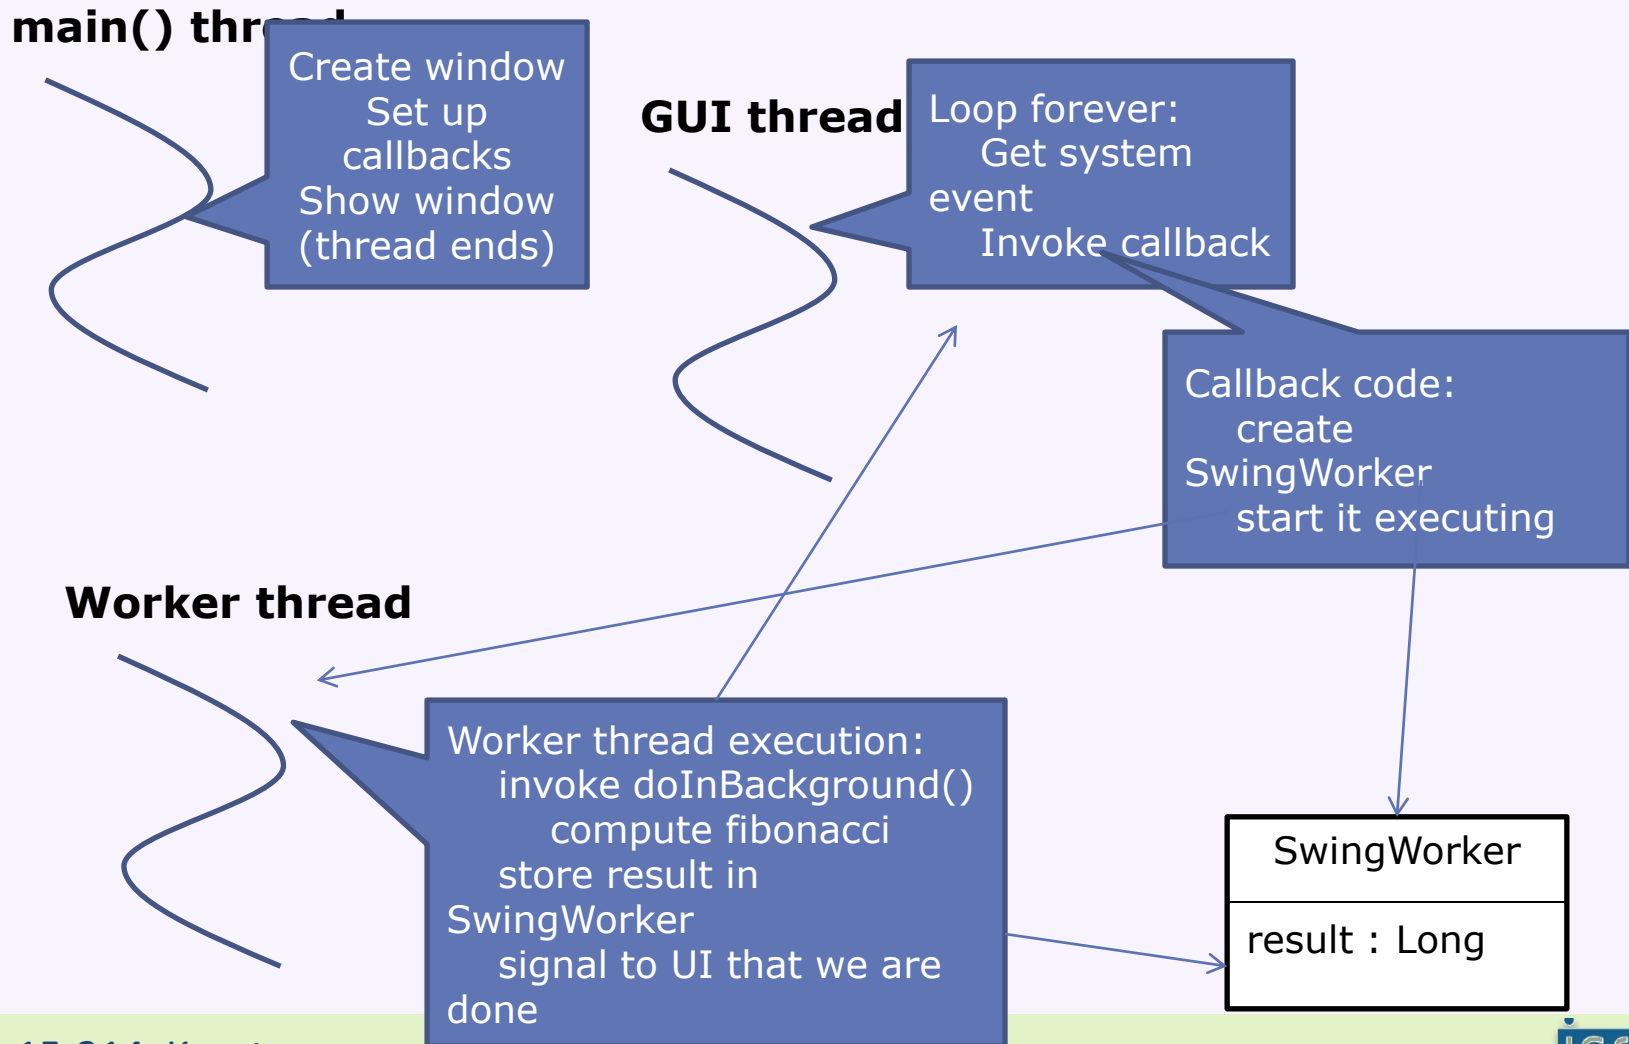 main() thread
Create window
Set up
callbacks
Show window
(thread ends)
GUI thread
Loop forever:
Get system
event
Invoke callback
Callback code:
create
SwingWorker
start it executing
Worker thread
Worker thread execution:
invoke doInBackground()
compute fibonacci
store result in
SwingWorker
signal to UI that we are
done
SwingWorker
result : Long